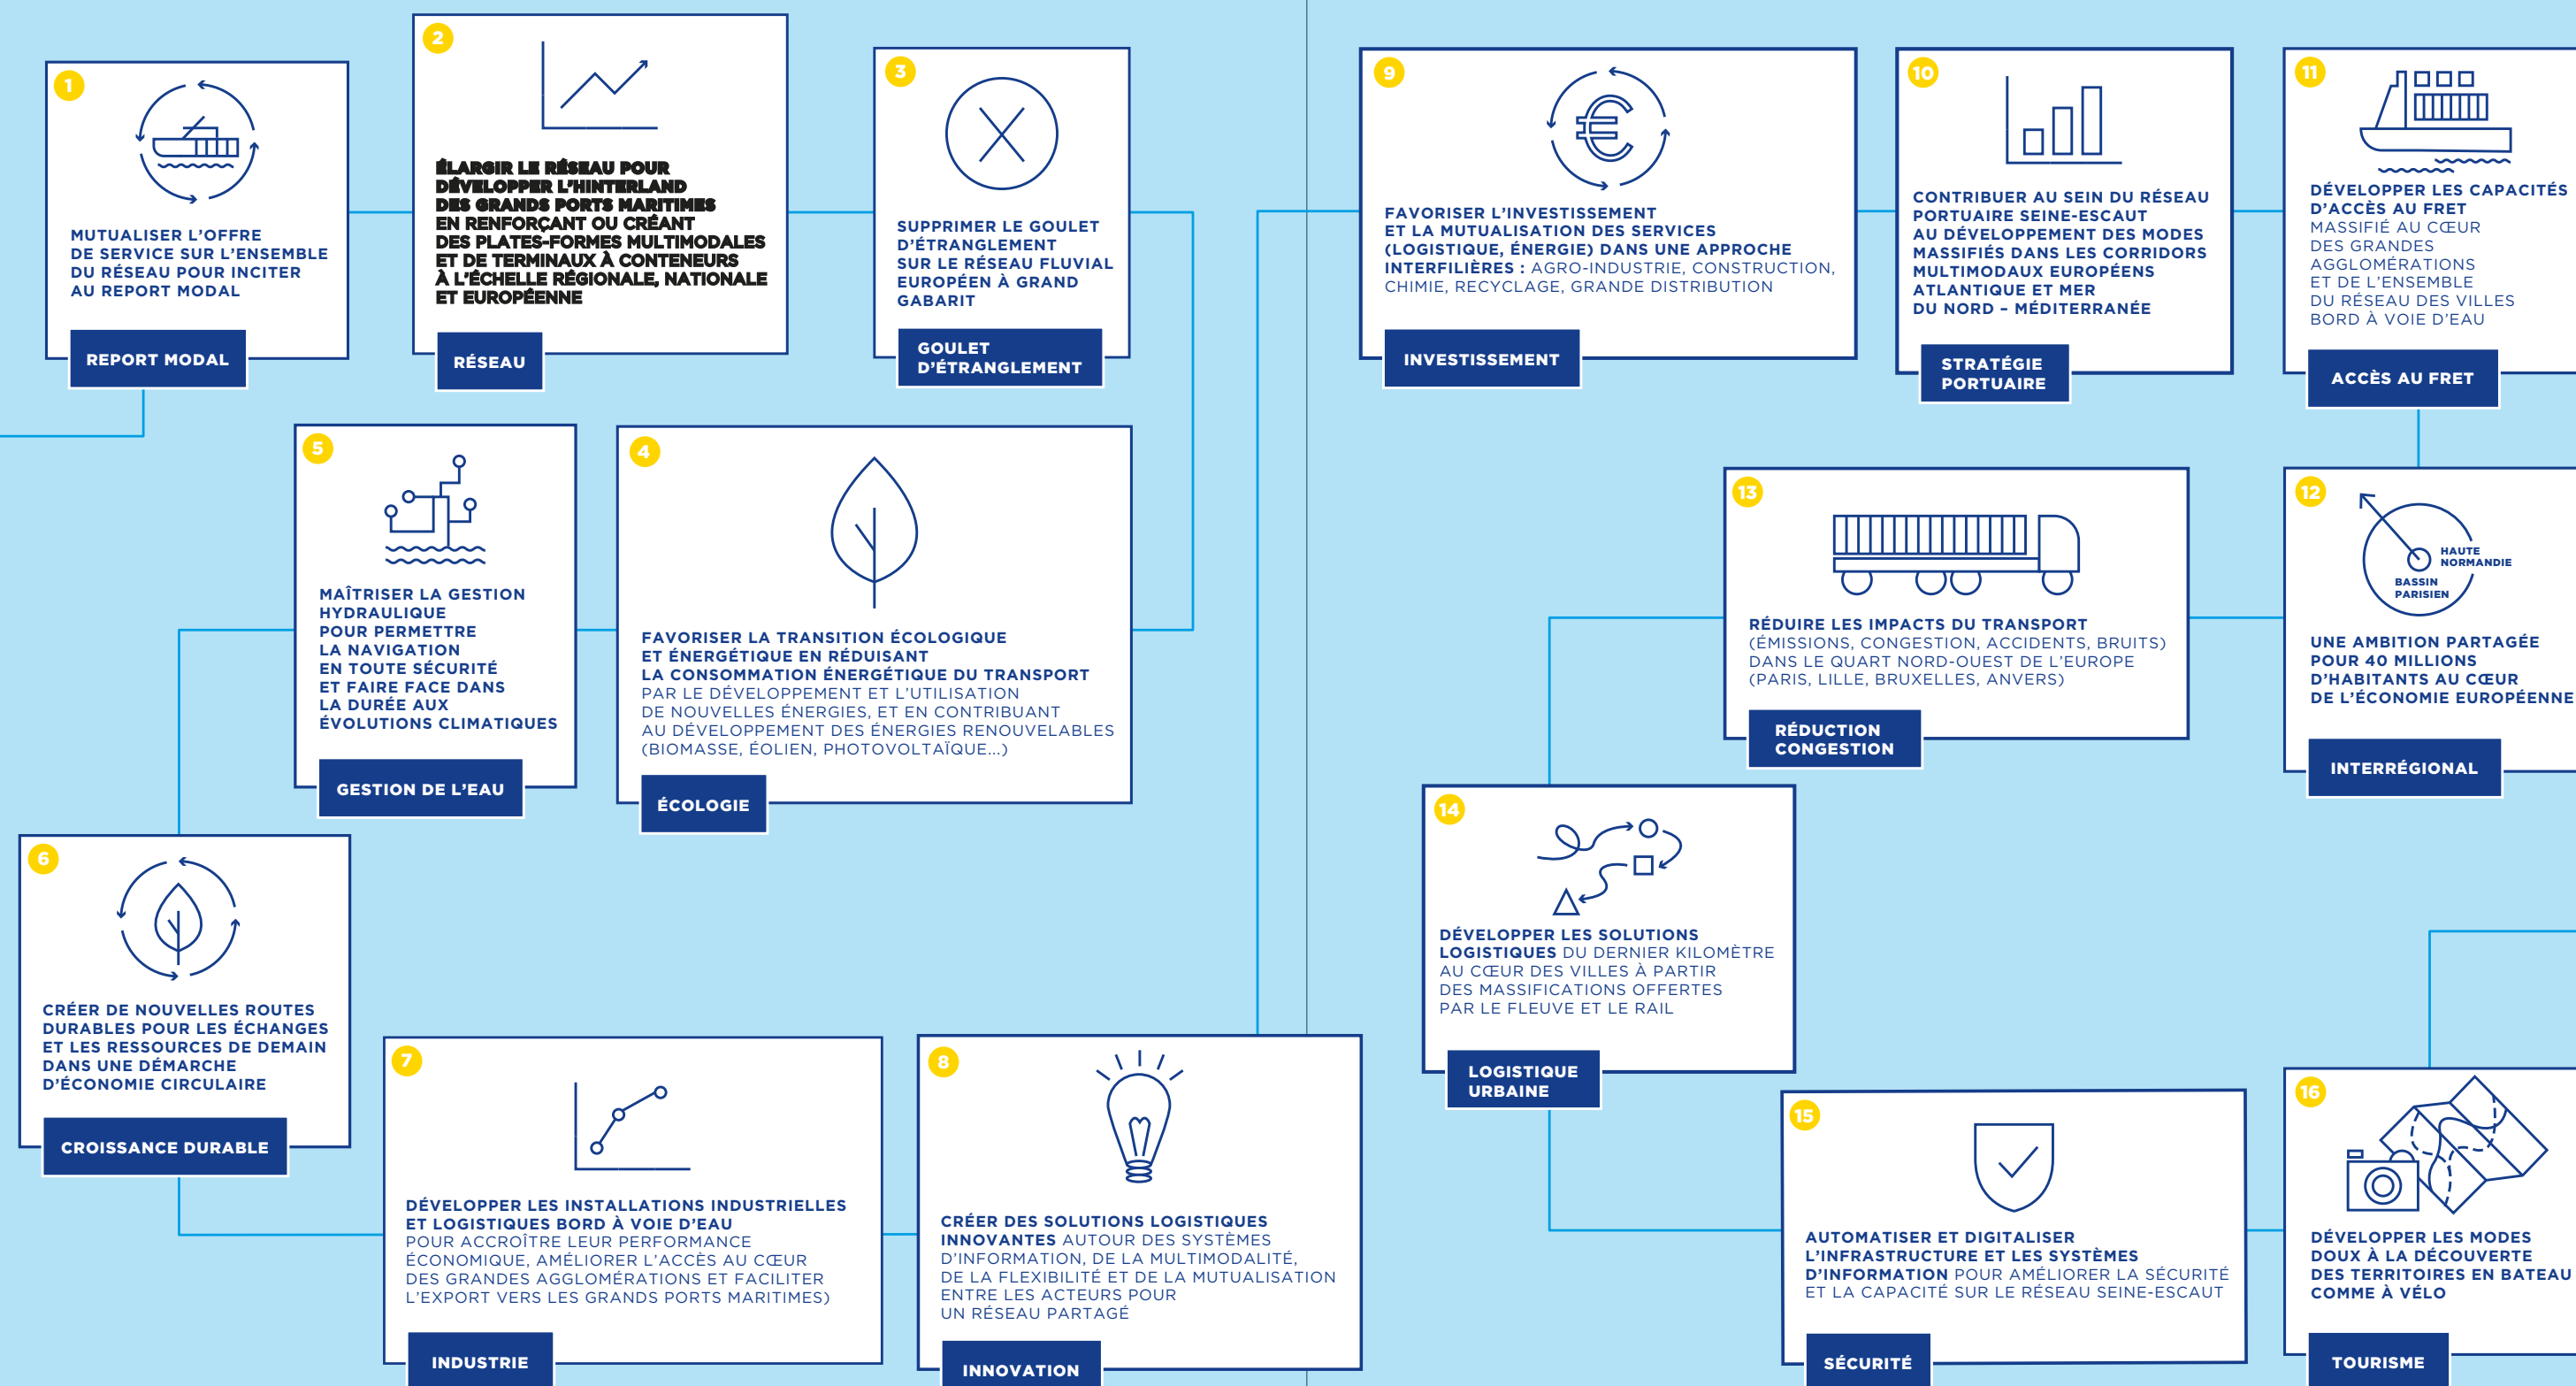 1
MUTUALISER L'OFFRE
DE SERVICE SUR L'ENSEMBLE
DU RÉSEAU POUR INCITER
AU REPORT MODAL
REPORT MODAL
2
ÉLARGIR LE RÉSEAU POUR
DÉVELOPPER L'HINTERLAND
DES GRANDS PORTS MARITIMES
EN RENFORÇANT OU CRÉANT
DES PLATES-FORMES MULTIMODALES
ET DE TERMINAUX À CONTENEURS
À L'ÉCHELLE RÉGIONALE, NATIONALE
ET EUROPÉENNE
RÉSEAU
3
SUPPRIMER LE GOULET
D'ÉTRANGLEMENT
SUR LE RÉSEAU FLUVIAL
EUROPÉEN À GRAND
GABARIT
GOULET
D'ÉTRANGLEMENT
4
FAVORISER LA TRANSITION ÉCOLOGIQUE
ET ÉNERGÉTIQUE EN RÉDUISANT
LA CONSOMMATION ÉNERGÉTIQUE DU TRANSPORT
PAR LE DÉVELOPPEMENT ET L'UTILISATION
DE NOUVELLES ÉNERGIES, ET EN CONTRIBUANT
AU DÉVELOPPEMENT DES ÉNERGIES RENOUVELABLES
(BIOMASSE, ÉOLIEN, PHOTOVOLTAÏQUE...)
ÉCOLOGIE
5
MAÎTRISER LA GESTION
HYDRAULIQUE
POUR PERMETTRE
LA NAVIGATION
EN TOUTE SÉCURITÉ
ET FAIRE FACE DANS
LA DURÉE AUX
ÉVOLUTIONS CLIMATIQUES
GESTION DE L'EAU
6
CRÉER DE NOUVELLES ROUTES
DURABLES POUR LES ÉCHANGES
ET LES RESSOURCES DE DEMAIN
DANS UNE DÉMARCHE
D'ÉCONOMIE CIRCULAIRE
CROISSANCE DURABLE
7
DÉVELOPPER LES INSTALLATIONS INDUSTRIELLES
ET LOGISTIQUES BORD À VOIE D'EAU
POUR ACCROÎTRE LEUR PERFORMANCE
ÉCONOMIQUE, AMÉLIORER L'ACCÈS AU CŒUR
DES GRANDES AGGLOMÉRATIONS ET FACILITER
L'EXPORT VERS LES GRANDS PORTS MARITIMES)
INDUSTRIE
8
CRÉER DES SOLUTIONS LOGISTIQUES
INNOVANTES AUTOUR DES SYSTÈMES
D'INFORMATION, DE LA MULTIMODALITÉ,
DE LA FLEXIBILITÉ ET DE LA MUTUALISATION
ENTRE LES ACTEURS POUR
UN RÉSEAU PARTAGÉ
INNOVATION
9
€
FAVORISER L'INVESTISSEMENT
ET LA MUTUALISATION DES SERVICES
(LOGISTIQUE, ÉNERGIE) DANS UNE APPROCHE
INTERFILIÈRES : AGRO-INDUSTRIE, CONSTRUCTION,
CHIMIE, RECYCLAGE, GRANDE DISTRIBUTION
INVESTISSEMENT
10
CONTRIBUER AU SEIN DU RÉSEAU
PORTUAIRE SEINE-ESCAUT
AU DÉVELOPPEMENT DES MODES
MASSIFIÉS DANS LES CORRIDORS
MULTIMODAUX EUROPÉENS
ATLANTIQUE ET MER
DU NORD – MÉDITERRANÉE
STRATÉGIE
PORTUAIRE
11
DÉVELOPPER LES CAPACITÉS
D'ACCÈS AU FRET
MASSIFIÉ AU CŒUR
DES GRANDES
AGGLOMÉRATIONS
ET DE L'ENSEMBLE
DU RÉSEAU DES VILLES
BORD À VOIE D'EAU
ACCÈS AU FRET
12
HAUTE
NORMANDIE
BASSIN
PARISIEN
UNE AMBITION PARTAGÉE
POUR 40 MILLIONS
D'HABITANTS AU CŒUR
DE L'ÉCONOMIE EUROPÉENNE
INTERRÉGIONAL
13
RÉDUIRE LES IMPACTS DU TRANSPORT
(ÉMISSIONS, CONGESTION, ACCIDENTS, BRUITS)
DANS LE QUART NORD-OUEST DE L'EUROPE
(PARIS, LILLE, BRUXELLES, ANVERS)
RÉDUCTION
CONGESTION
14
DÉVELOPPER LES SOLUTIONS
LOGISTIQUES DU DERNIER KILOMÈTRE
AU CŒUR DES VILLES À PARTIR
DES MASSIFICATIONS OFFERTES
PAR LE FLEUVE ET LE RAIL
LOGISTIQUE
URBAINE
15
AUTOMATISER ET DIGITALISER
L'INFRASTRUCTURE ET LES SYSTÈMES
D'INFORMATION POUR AMÉLIORER LA SÉCURITÉ
ET LA CAPACITÉ SUR LE RÉSEAU SEINE-ESCAUT
SÉCURITÉ
16
DÉVELOPPER LES MODES
DOUX À LA DÉCOUVERTE
DES TERRITOIRES EN BATEAU
COMME À VÉLO
TOURISME